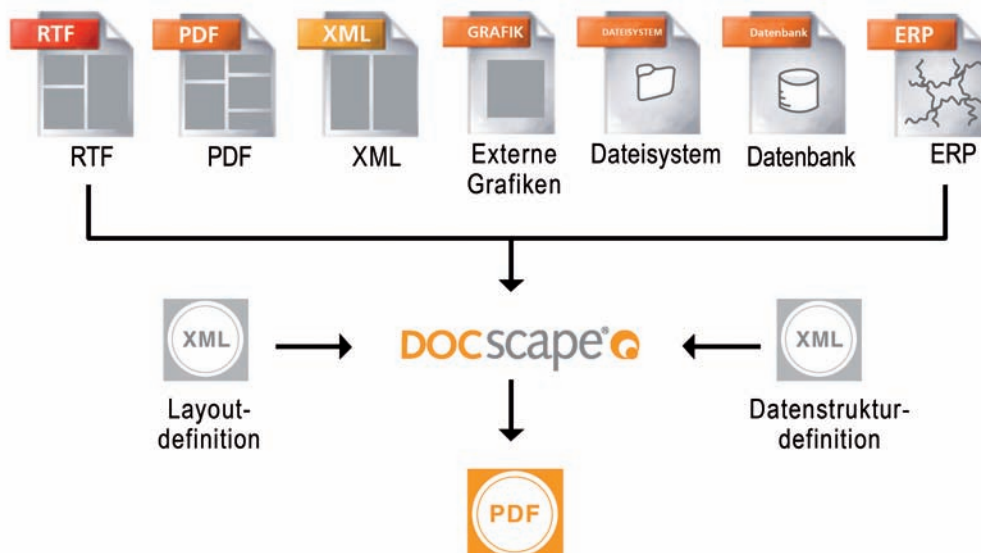 RTF
PDF
XML
GRAFIK
DATEISYSTEM
Datenbank
ERP
RTF
PDF
XML
Externe
Grafiken
Dateisystem
Datenbank
ERP
XML
DOCscape®
XML
Layout-
definition
Datenstruktur-
definition
PDF